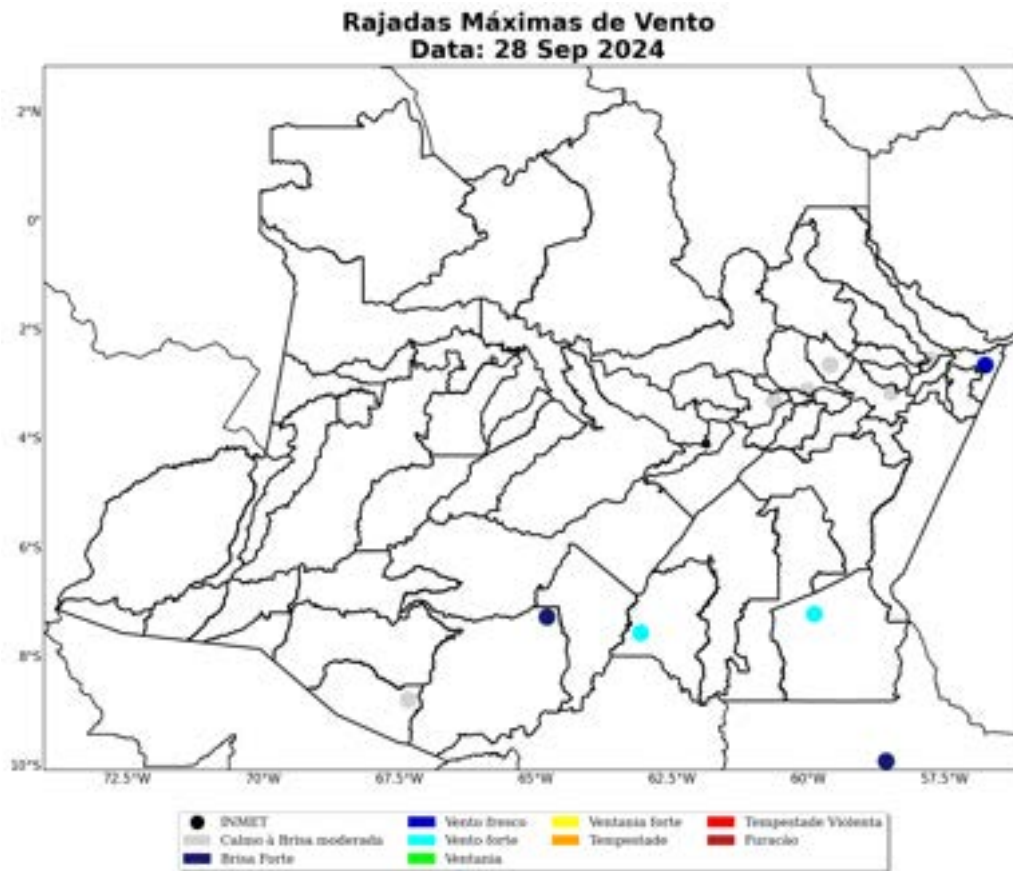 Rajadas Máximas de Vento
Data: 28 Sep 2024
2°N
0°
2°S
4°S
6°S
8°S
10°S
72.5°W 70°W 67.5°W 65°W 62.5°W 60°W 57.5°W
INMET Vento fresco Ventania forte Tempestade Violenta
Calmo à Brisa moderada Vento forte Tempestade Furacão
Brisa Forte Ventania